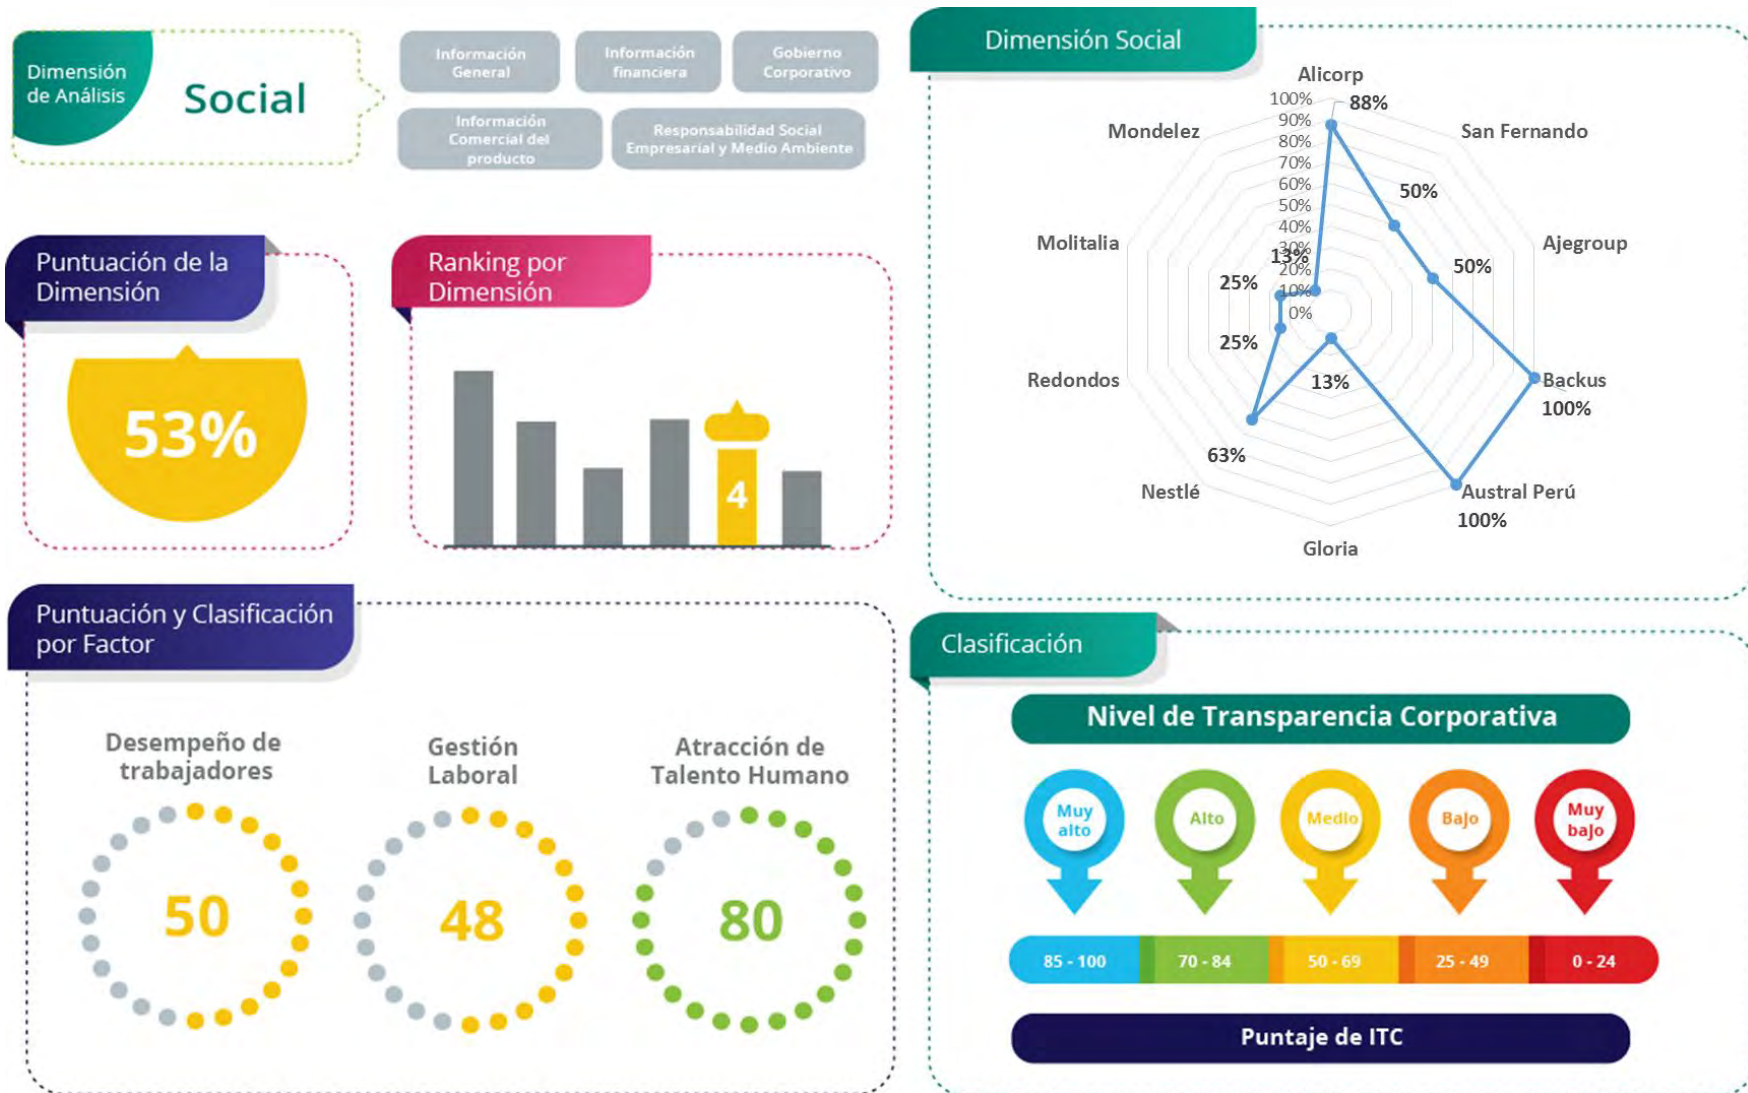 Dimensión
de Análisis
Social
Información
General
Información
financiera
Gobierno
Corporativo
Información
Comercial del
producto
Responsabilidad Social
Empresarial y Medio Ambiente
Puntuación de la
Dimensión
53%
Ranking por
Dimensión
4
Puntuación y Clasificación
por Factor
Desempeño de
trabajadores
50
Gestión
Laboral
48
Atracción de
Talento Humano
80
Dimensión Social
Alicorp
88%
San Fernando
50%
Ajegroup
50%
Backus
100%
Austral Perú
100%
Gloria
13%
Nestlé
63%
Redondos
25%
Molitalia
25%
Mondelez
13%
100%
90%
80%
70%
60%
50%
40%
30%
20%
10%
0%
Clasificación
Nivel de Transparencia Corporativa
Muy
alto
Alto
Medio
Bajo
Muy
bajo
85 - 100
70 - 84
50 - 69
25 - 49
0 - 24
Puntaje de ITC